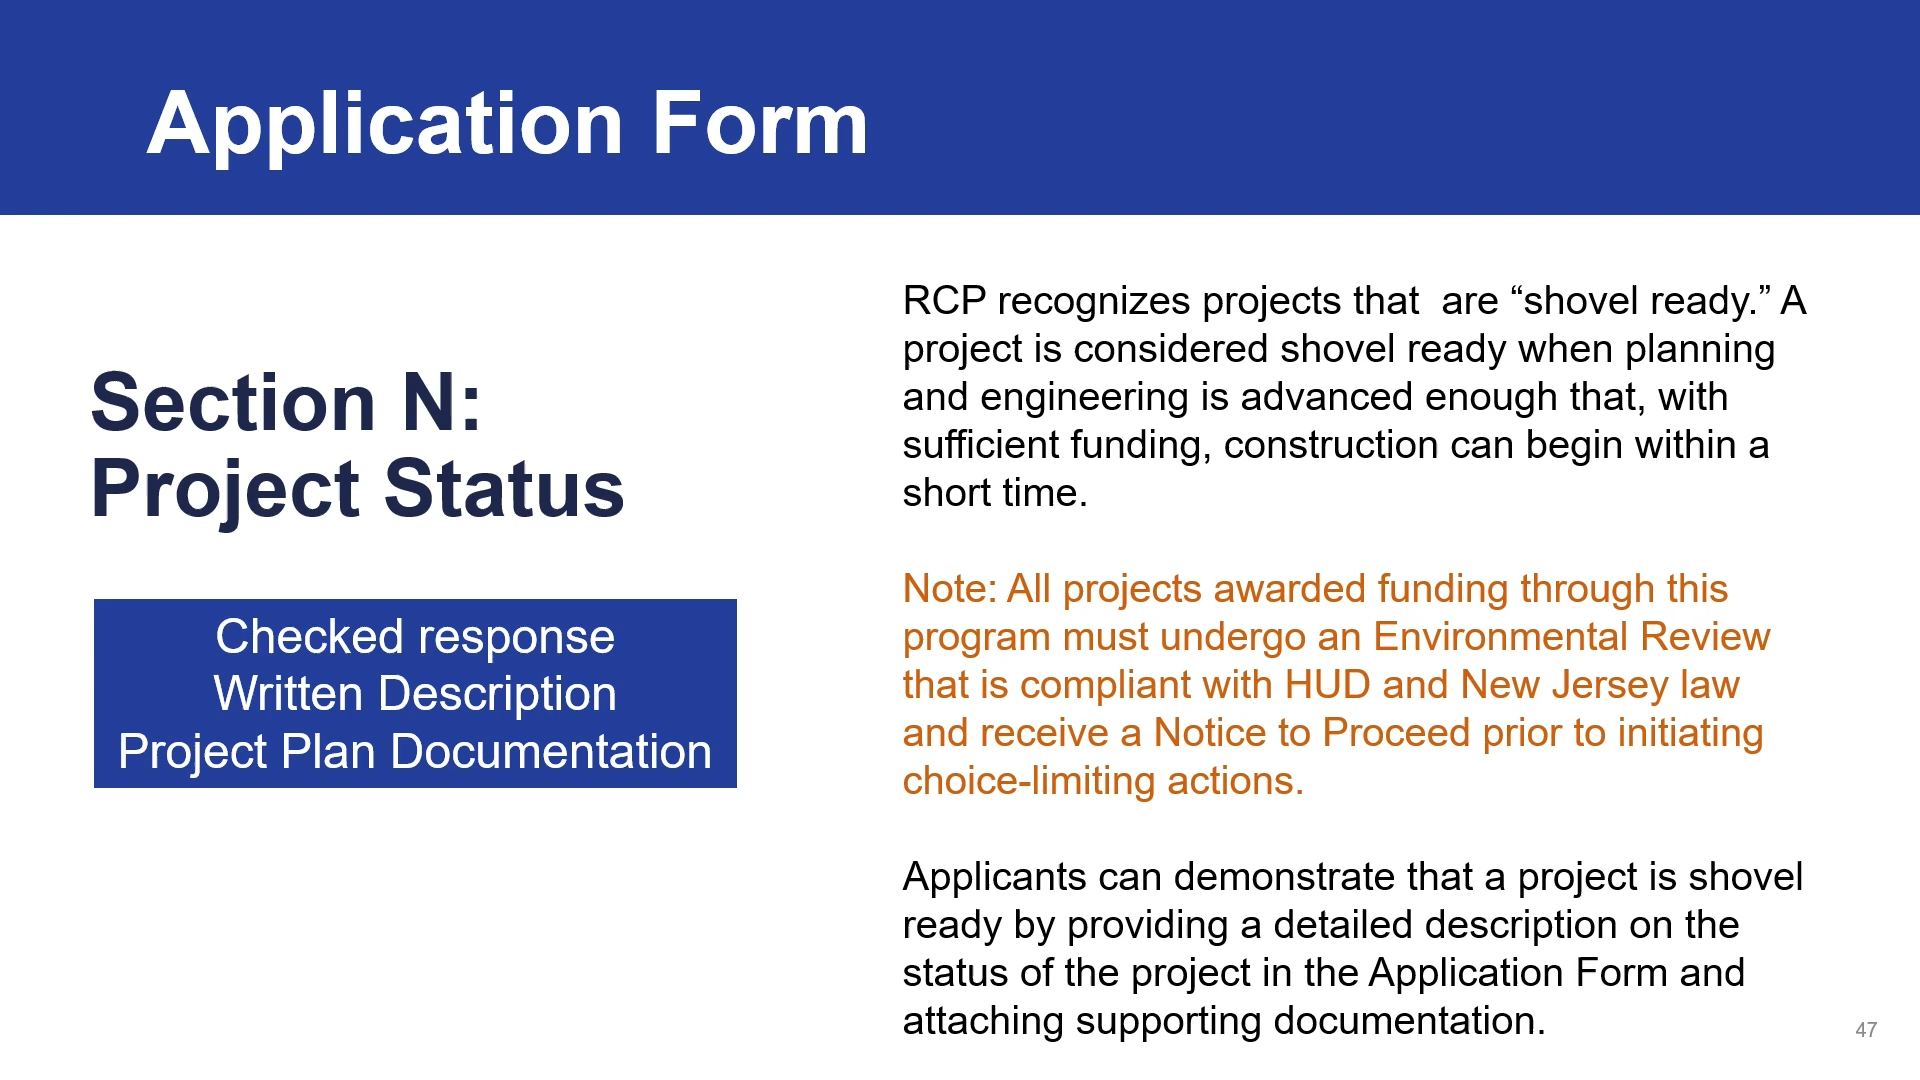 Application Form
Section N:
Project Status
Checked response
Written Description
Project Plan Documentation
RCP recognizes projects that  are “shovel ready.” A
project is considered shovel ready when planning
and engineering is advanced enough that, with
sufficient funding, construction can begin within a
short time.
Note: All projects awarded funding through this
program must undergo an Environmental Review
that is compliant with HUD and New Jersey law
and receive a Notice to Proceed prior to initiating
choice-limiting actions.
Applicants can demonstrate that a project is shovel
ready by providing a detailed description on the
status of the project in the Application Form and
attaching supporting documentation.
47